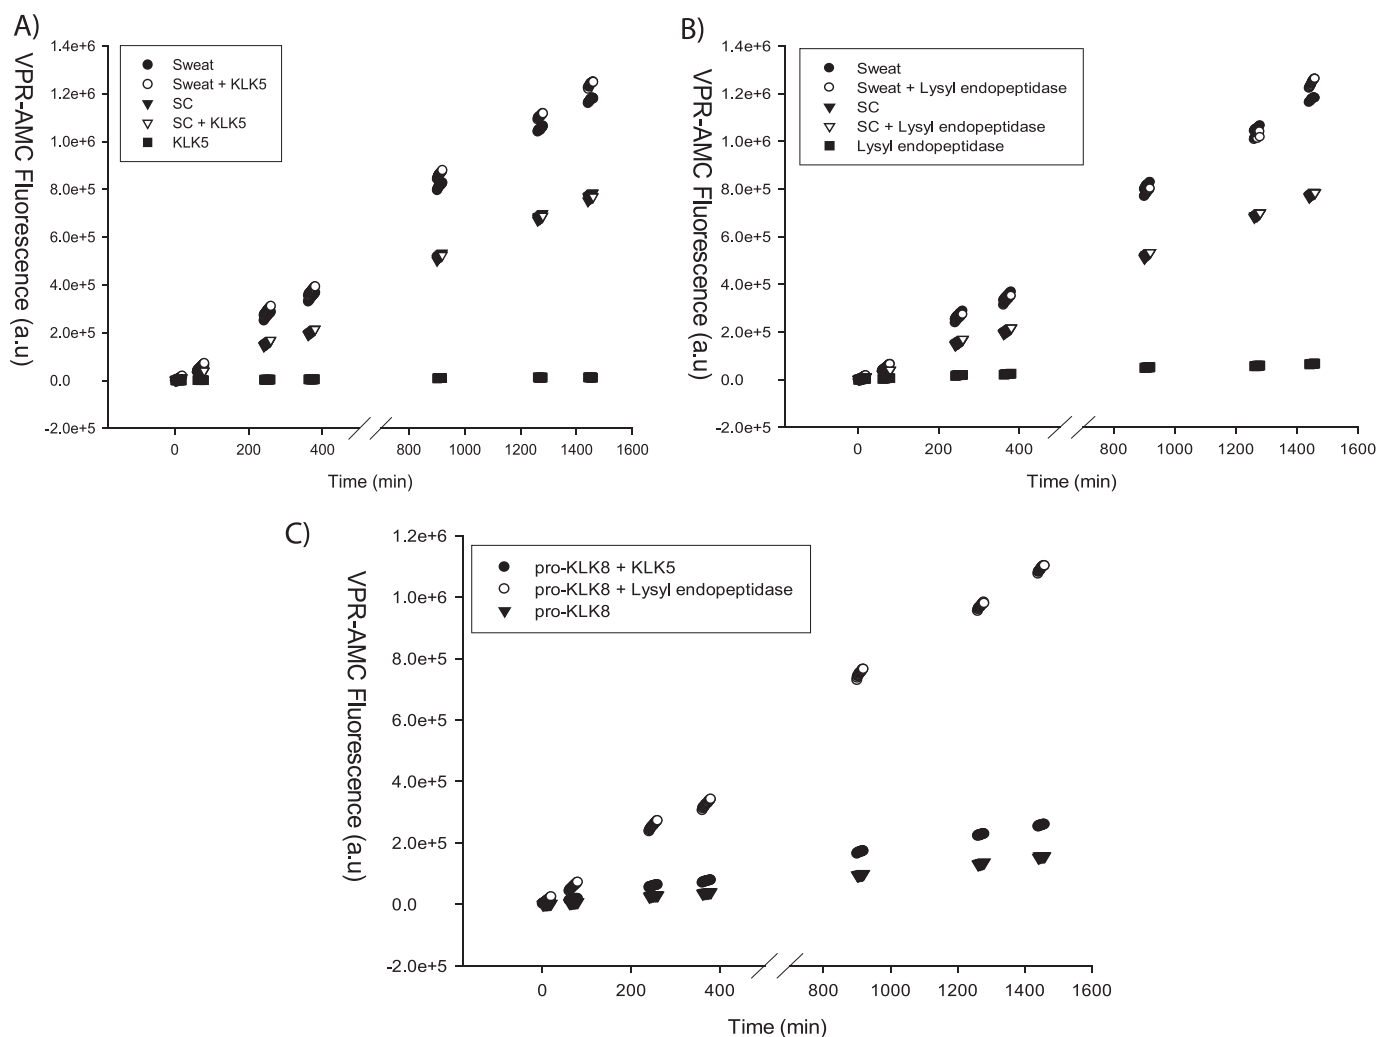 A)
VPR-AMC Fluorescence (a.u)
1.4e+6
1.2e+6
1.0e+6
8.0e+5
6.0e+5
4.0e+5
2.0e+5
0.0
-2.0e+5
Sweat
Sweat + KLK5
SC
SC + KLK5
KLK5
0 200 400 800 1000 1200 1400 1600
Time (min)
B)
VPR-AMC Fluorescence (a.u)
1.4e+6
1.2e+6
1.0e+6
8.0e+5
6.0e+5
4.0e+5
2.0e+5
0.0
-2.0e+5
Sweat
Sweat + Lysyl endopeptidase
SC
SC + Lysyl endopeptidase
Lysyl endopeptidase
0 200 400 800 1000 1200 1400 1600
Time (min)
C)
VPR-AMC Fluorescence (a.u)
1.2e+6
1.0e+6
8.0e+5
6.0e+5
4.0e+5
2.0e+5
0.0
-2.0e+5
pro-KLK8 + KLK5
pro-KLK8 + Lysyl endopeptidase
pro-KLK8
0 200 400 800 1000 1200 1400 1600
Time (min)